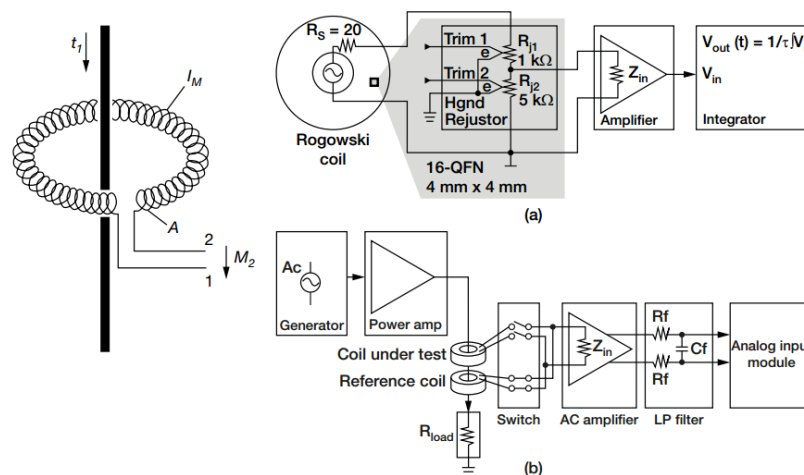 t1
IM
A
2
M2
1
RS = 20
Rogowski
coil
Trim 1
e
Rj1
1 kΩ
Trim 2
e
Rj2
5 kΩ
Hgnd
Rejustor
16-QFN
4 mm x 4 mm
Zin
Amplifier
Vout (t) = 1/τ∫V
Vin
Integrator
(a)
Ac
Generator
Power amp
Coil under test
Reference coil
Rload
Switch
Zin
AC amplifier
Rf
Cf
Rf
LP filter
Analog input
module
(b)